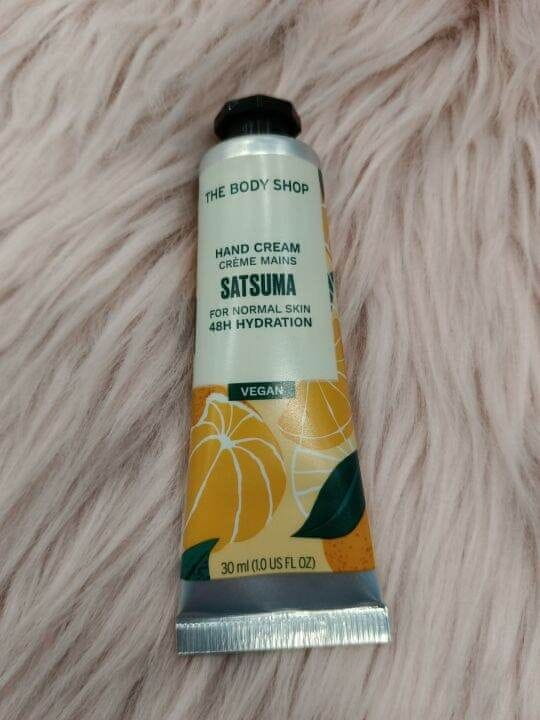 THE BODY SHOP
HAND CREAM
CRÈME MAINS
SATSUMA
FOR NORMAL SKIN
48H HYDRATION
VEGAN
30 ml (1.0 US FL OZ)